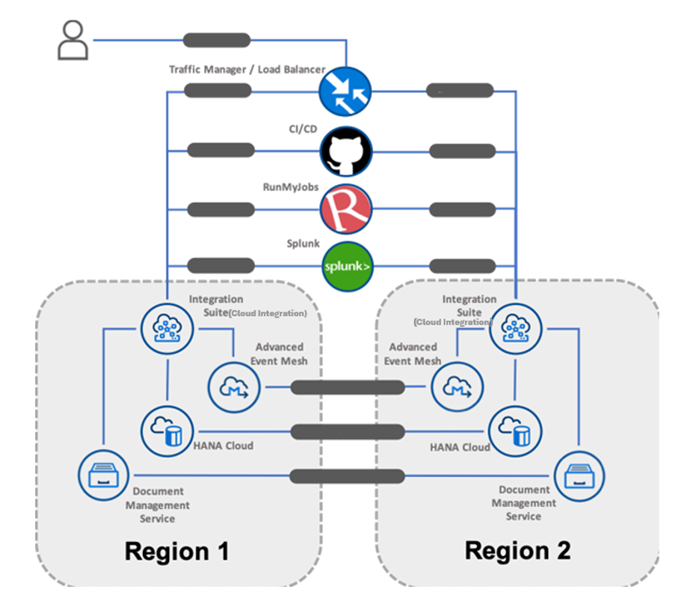 Traffic Manager / Load Balancer
CI/CD
RunMyJobs
R
Splunk
splunk>
Integration
Suite(Cloud Integration)
Advanced
Event Mesh
HANA Cloud
Document
Management
Service
Region 1
Integration
Suite
(Cloud Integration)
Advanced
Event Mesh
HANA Cloud
Document
Management
Service
Region 2